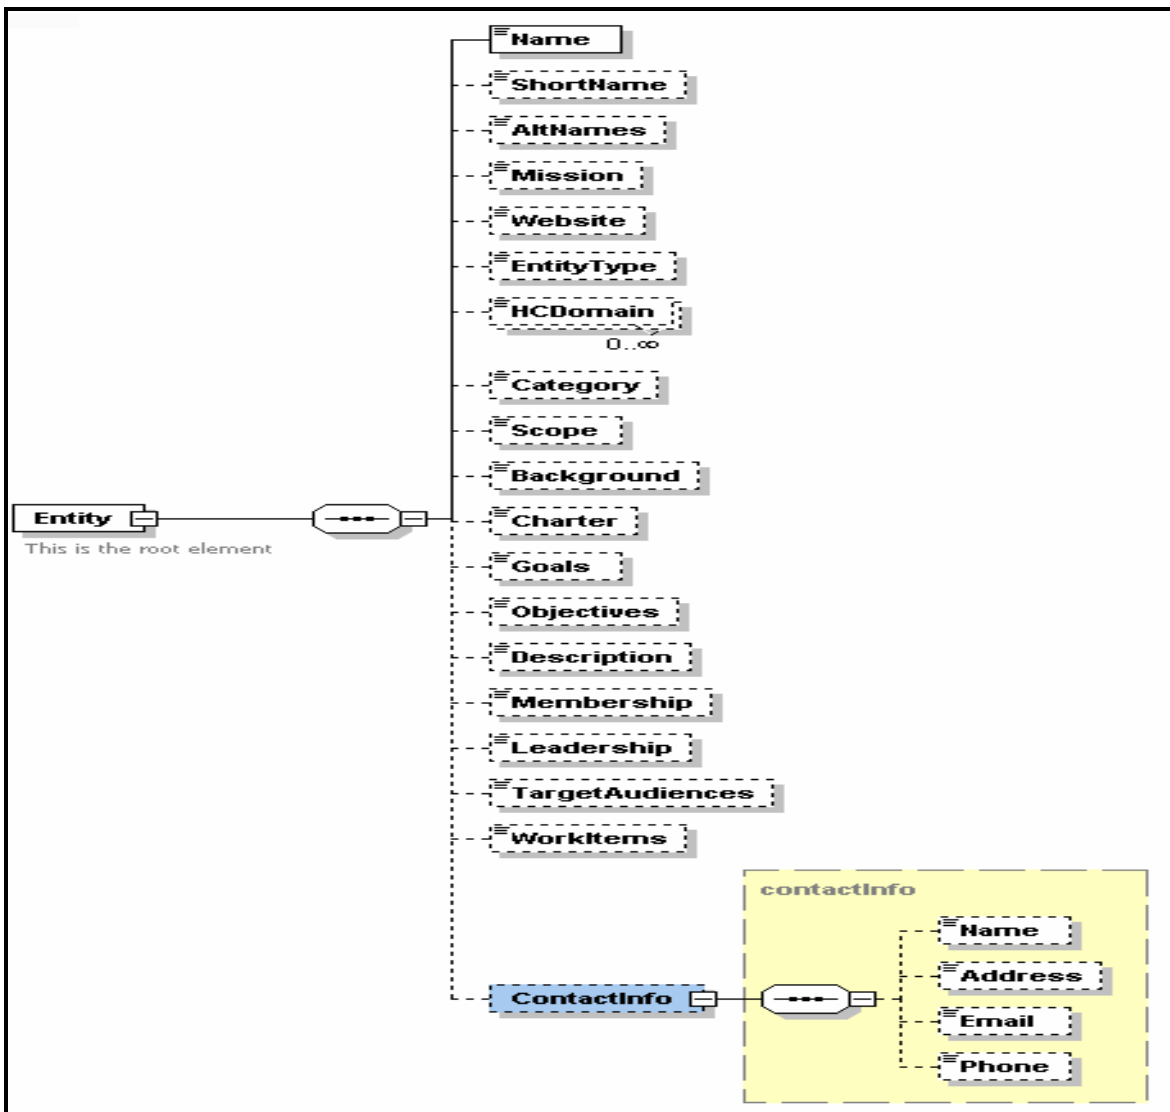 Name
ShortName
AltNames
Mission
Website
EntityType
HCDomain
0..∞
Category
Scope
Background
Entity
This is the root element
Charter
Goals
Objectives
Description
Membership
Leadership
TargetAudiences
WorkItems
ContactInfo
contactInfo
Name
Address
Email
Phone